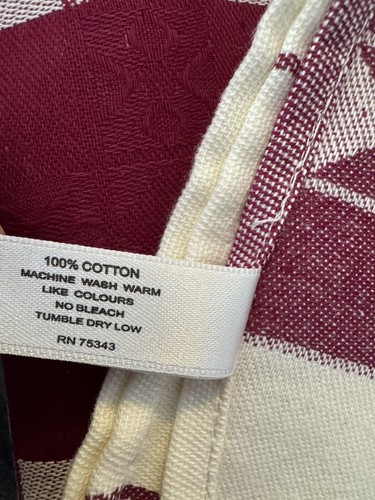 100% COTTON
MACHINE WASH WARM
LIKE COLOURS
NO BLEACH
TUMBLE DRY LOW
RN 75343